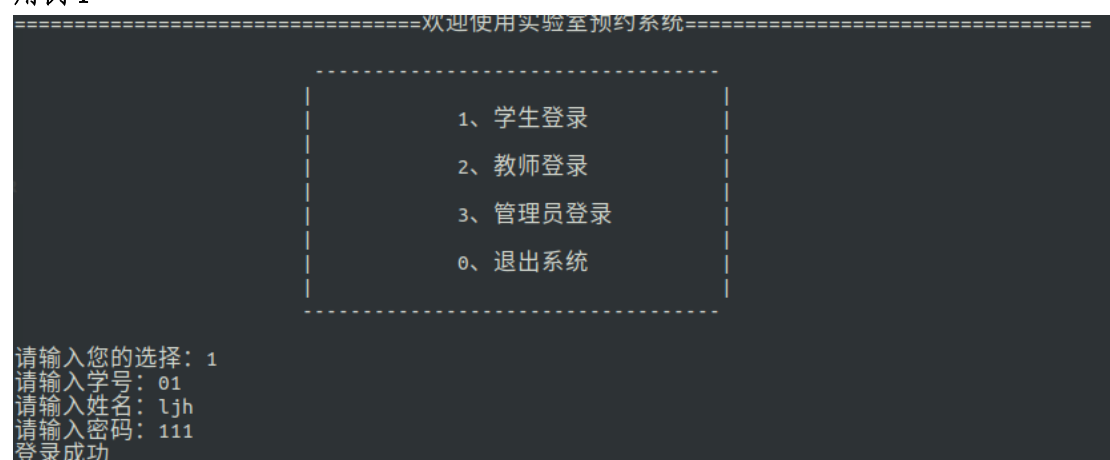 ==================================欢迎使用实验室预约系统==================================
----------------------------------
1、学生登录
2、教师登录
3、管理员登录
0、退出系统
-----------------------------------
请输入您的选择：1
请输入学号：01
请输入姓名：ljh
请输入密码：111
登录成功